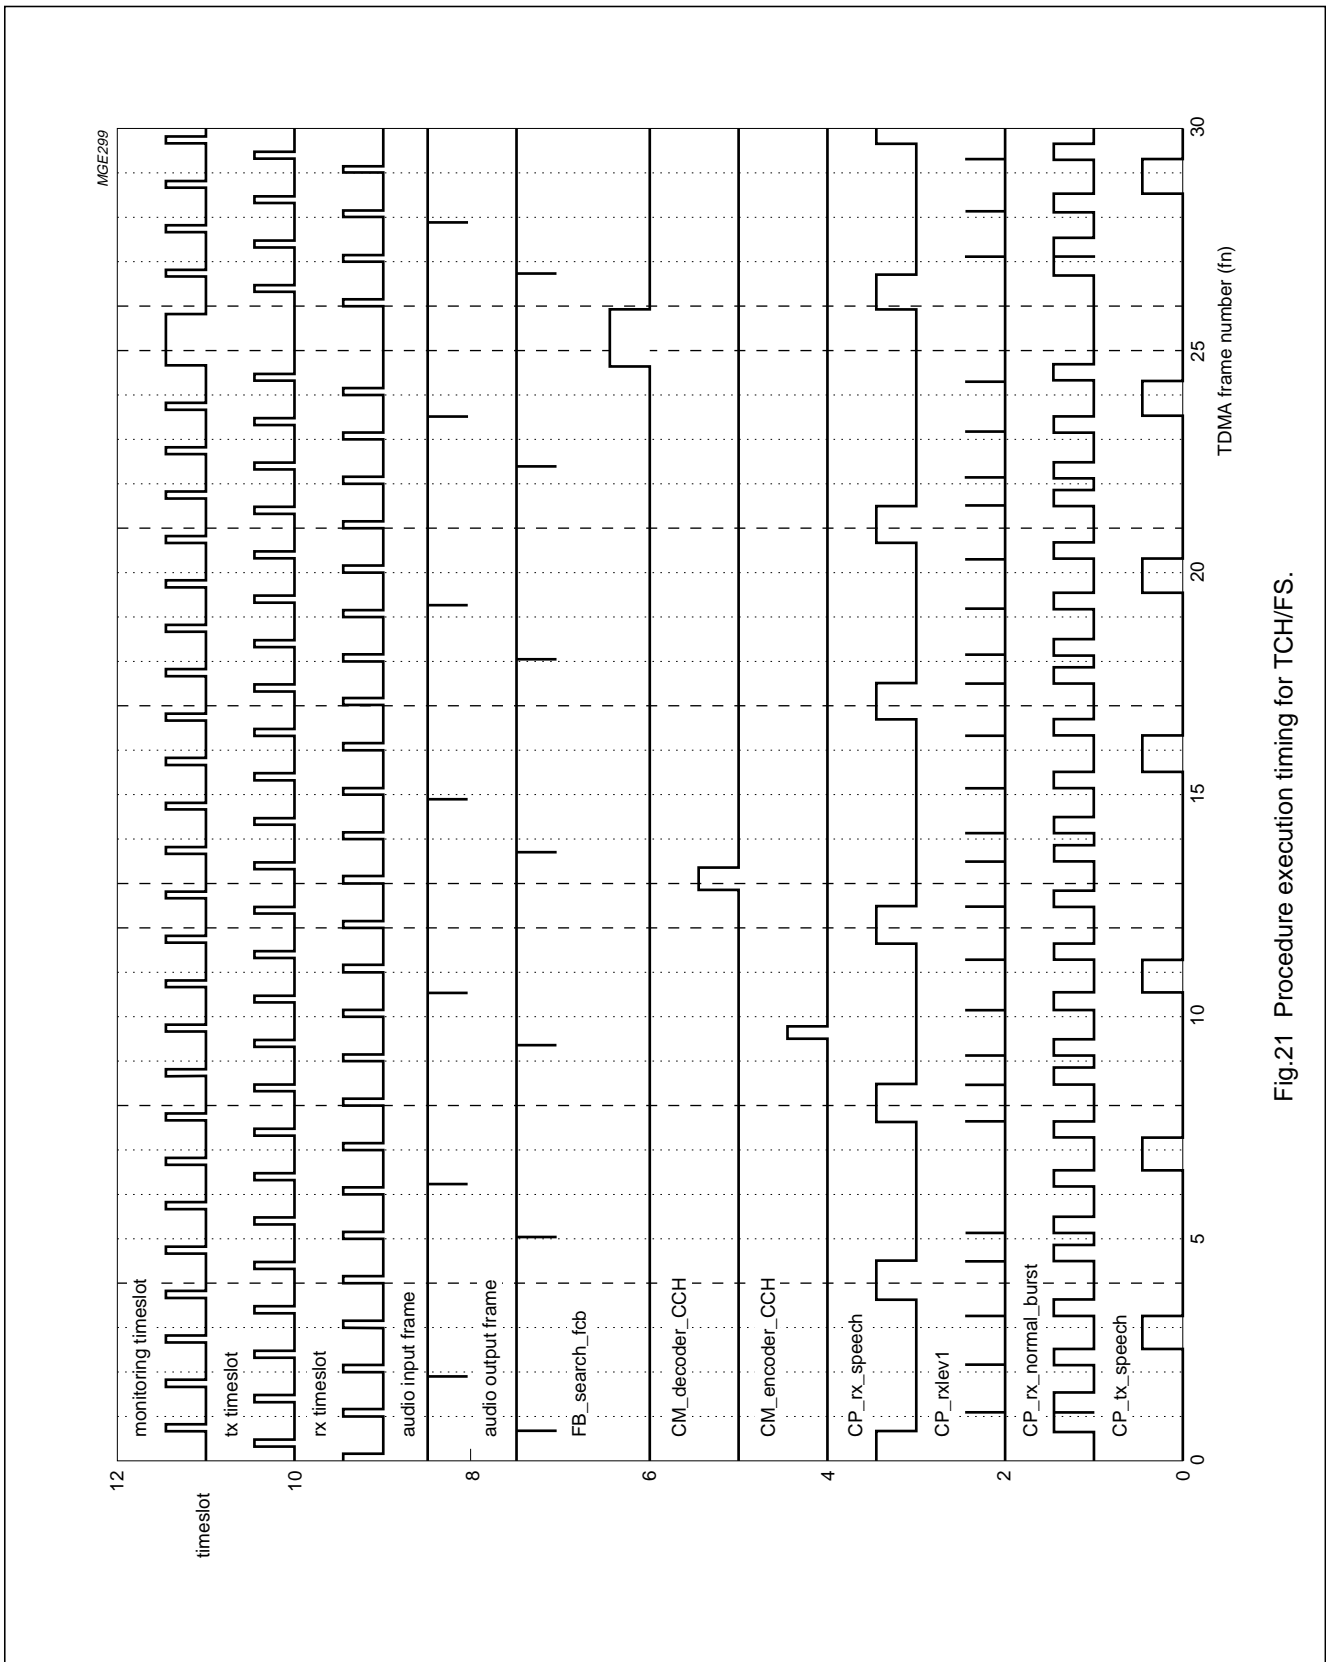 MGE299
12
10
8
6
4
2
0
timeslot
monitoring timeslot
tx timeslot
rx timeslot
audio input frame
audio output frame
FB_search_fcb
CM_decoder_CCH
CM_encoder_CCH
CP_rx_speech
CP_rxlev1
CP_rx_normal_burst
CP_tx_speech
0
5
10
15
20
25
30
TDMA frame number (fn)
Fig.21 Procedure execution timing for TCH/FS.